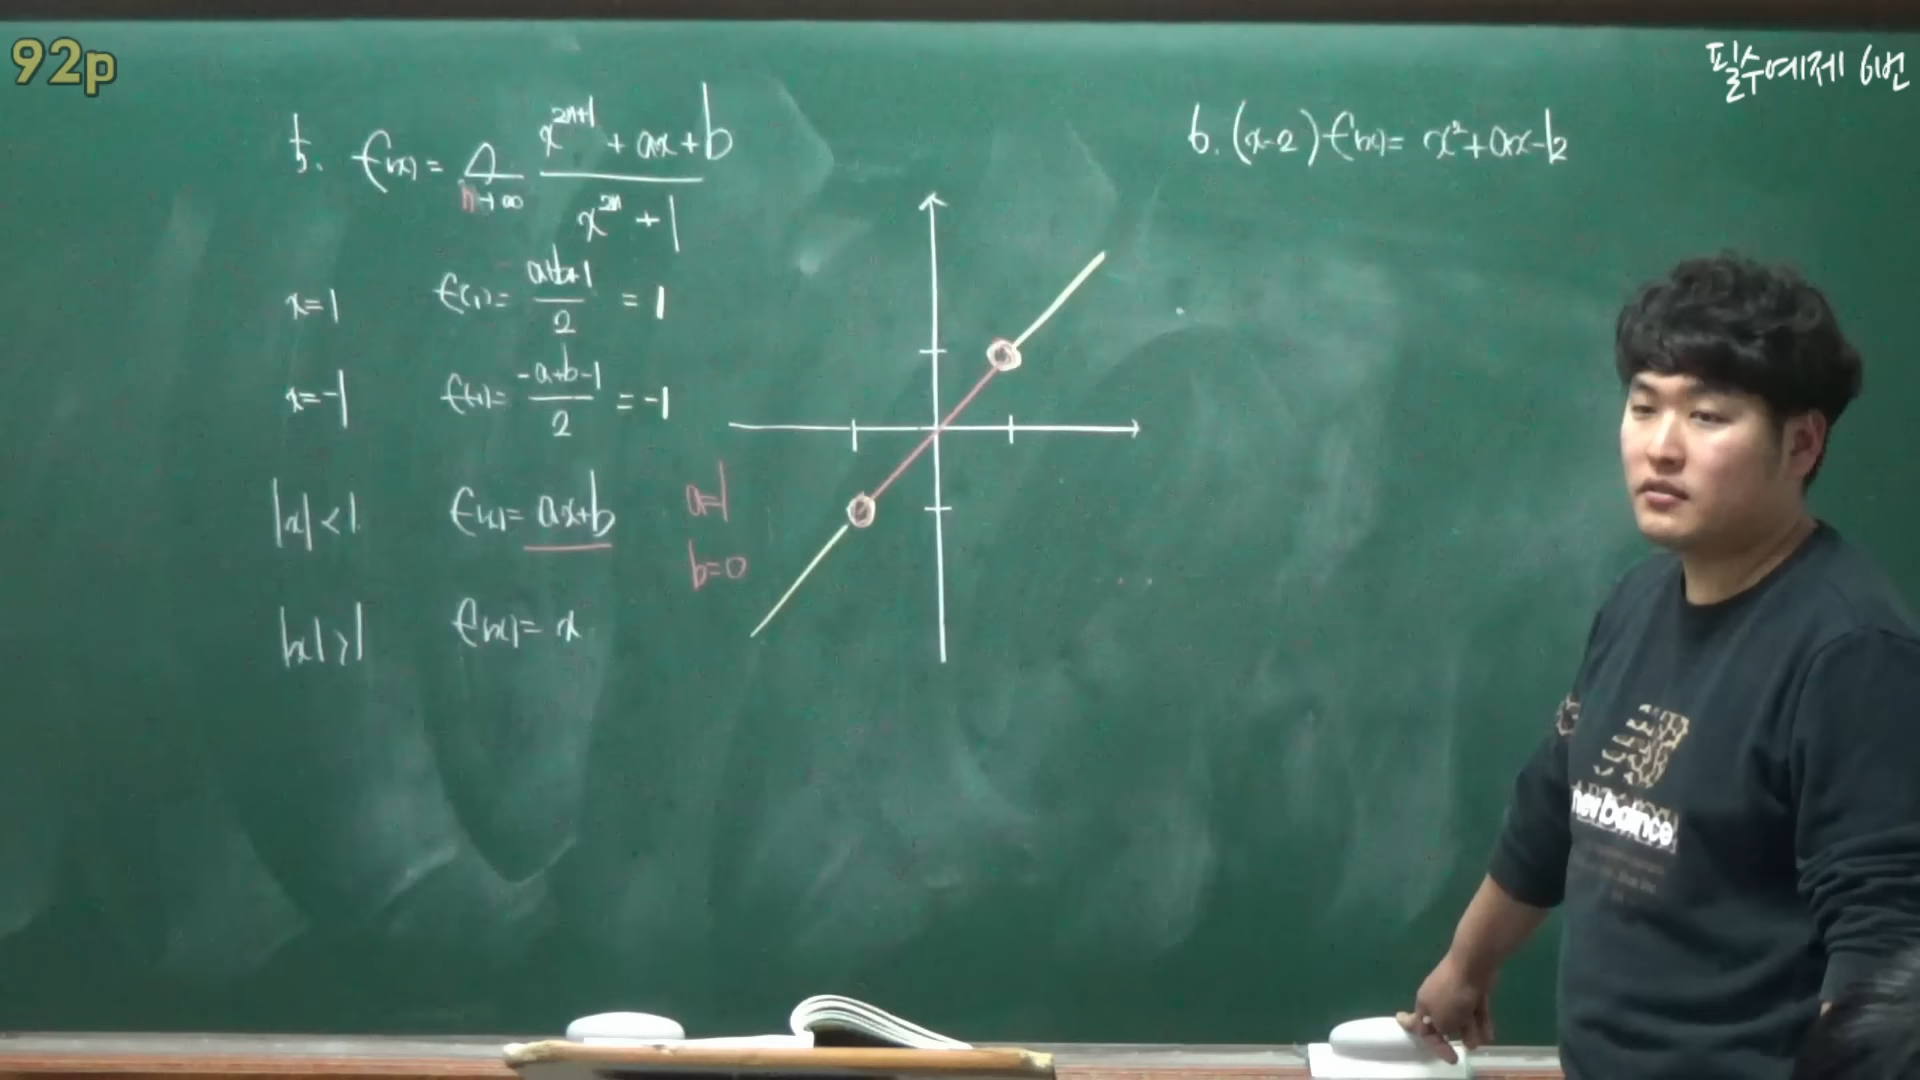 92p
필수예제 6번
5. f(x) = lim n→∞ (x^{2n+1} + ax + b) / (x^{2n} + 1)
x=1 f(1) = (a+b+1)/2 = 1
x=-1 f(-1) = (-a+b-1)/2 = -1
|x|<1 f(x) = ax+b
a=1
b=0
|x|>1 f(x) = x
6. (x-2)f(x) = x²+ax-12
new balance